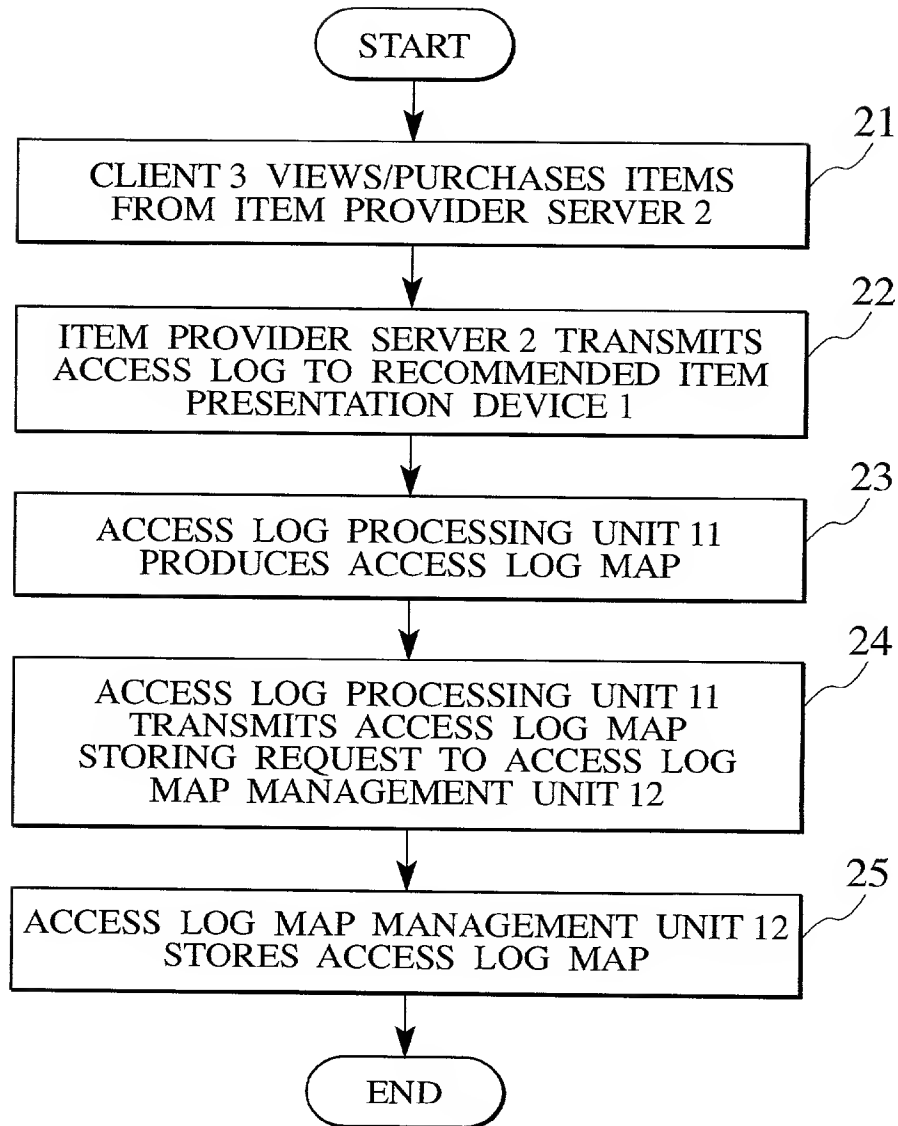 START
21
CLIENT 3 VIEWS/PURCHASES ITEMS
FROM ITEM PROVIDER SERVER 2
22
ITEM PROVIDER SERVER 2 TRANSMITS
ACCESS LOG TO RECOMMENDED ITEM
PRESENTATION DEVICE 1
23
ACCESS LOG PROCESSING UNIT 11
PRODUCES ACCESS LOG MAP
24
ACCESS LOG PROCESSING UNIT 11
TRANSMITS ACCESS LOG MAP
STORING REQUEST TO ACCESS LOG
MAP MANAGEMENT UNIT 12
25
ACCESS LOG MAP MANAGEMENT UNIT 12
STORES ACCESS LOG MAP
END